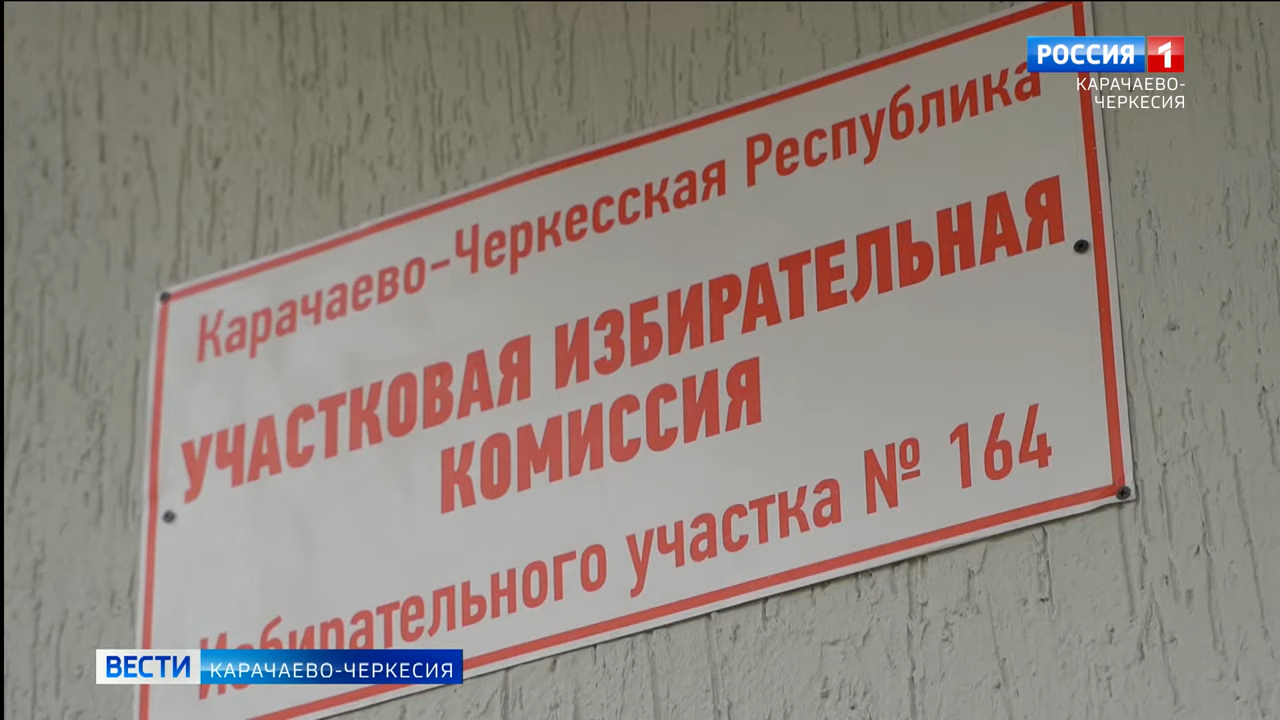 РОССИЯ 1
КАРАЧАЕВО-
ЧЕРКЕСИЯ
Карачаево-Черкесская Республика
УЧАСТКОВАЯ ИЗБИРАТЕЛЬНАЯ
КОМИССИЯ
Избирательного участка № 164
ВЕСТИ КАРАЧАЕВО-ЧЕРКЕСИЯ